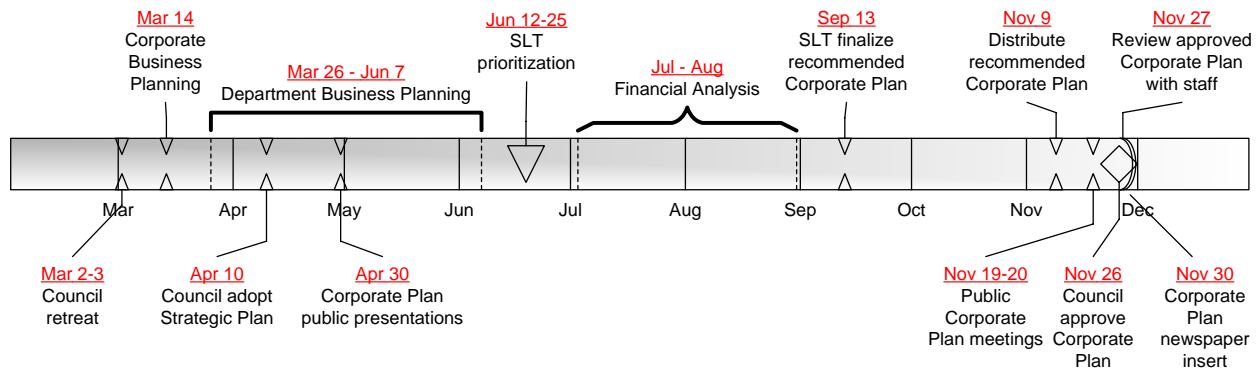 Mar 14
Corporate
Business
Planning
Mar 26 - Jun 7
Department Business Planning
Jun 12-25
SLT
prioritization
Jul - Aug
Financial Analysis
Sep 13
SLT finalize
recommended
Corporate Plan
Nov 9
Distribute
recommended
Corporate Plan
Nov 27
Review approved
Corporate Plan
with staff
Mar
Apr
May
Jun
Jul
Aug
Sep
Oct
Nov
Dec
Mar 2-3
Council
retreat
Apr 10
Council adopt
Strategic Plan
Apr 30
Corporate Plan
public presentations
Nov 19-20
Public
Corporate
Plan meetings
Nov 26
Council
approve
Corporate
Plan
Nov 30
Corporate
Plan
newspaper
insert